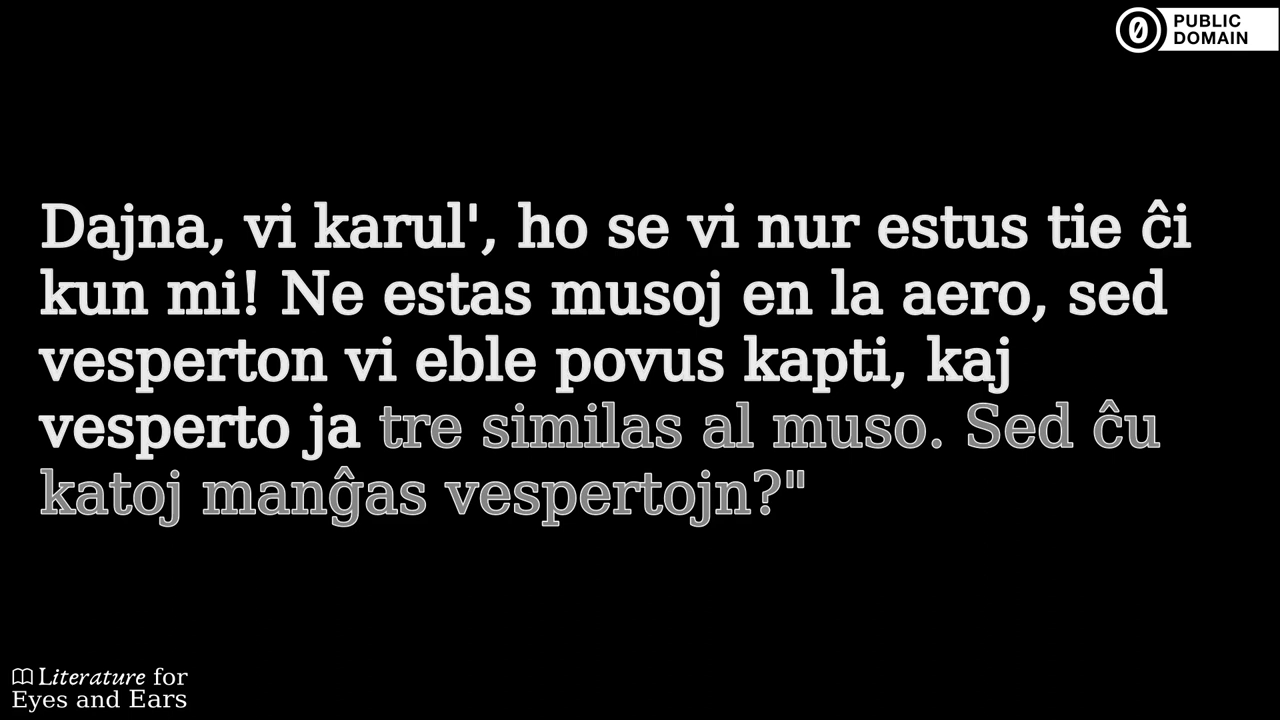 PUBLIC
DOMAIN
Dajna, vi karul', ho se vi nur estus tie ĉi
kun mi! Ne estas musoj en la aero, sed
vesperton vi eble povus kapti, kaj
vesperto ja tre similas al muso. Sed ĉu
katoj manĝas vespertojn?"
Literature for
Eyes and Ears